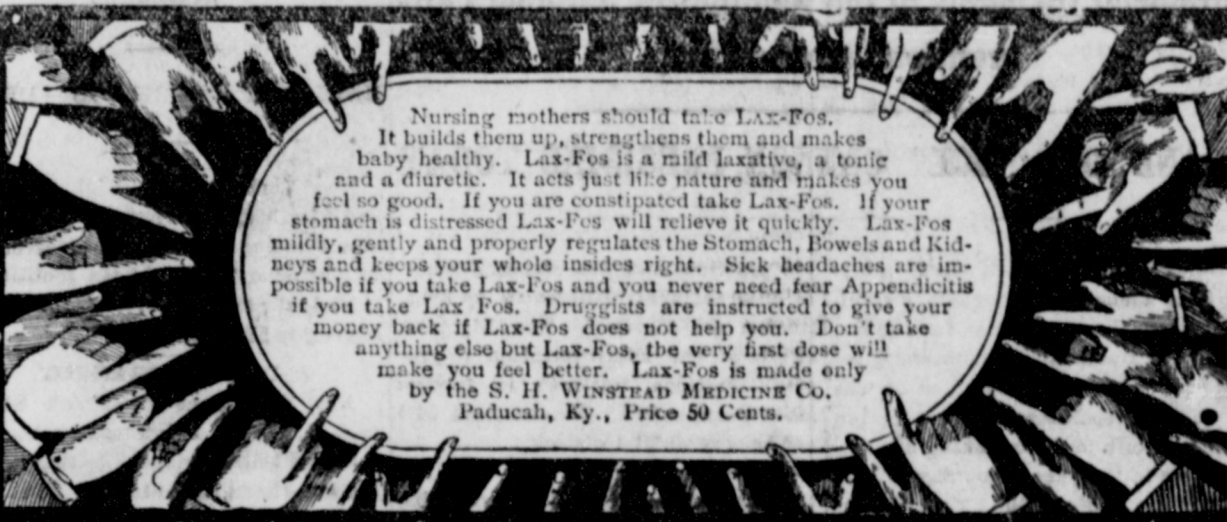 Nursing mothers should take LAX-FOS.
It builds them up, strengthens them and makes
baby healthy. Lax-Fos is a mild laxative, a tonic
and a diuretic. It acts just like nature and makes you
feel so good. If you are constipated take Lax-Fos. If your
stomach is distressed Lax-Fos will relieve it quickly. Lax-Fos
mildly, gently and properly regulates the Stomach, Bowels and Kid-
neys and keeps your whole insides right. Sick headaches are im-
possible if you take Lax-Fos and you never need fear Appendicitis
if you take Lax Fos. Druggists are instructed to give your
money back if Lax-Fos does not help you. Don't take
anything else but Lax-Fos, the very first dose will
make you feel better. Lax-Fos is made only
by the S. H. WINSTEAD MEDICINE CO.
Paducah, Ky., Price 50 Cents.